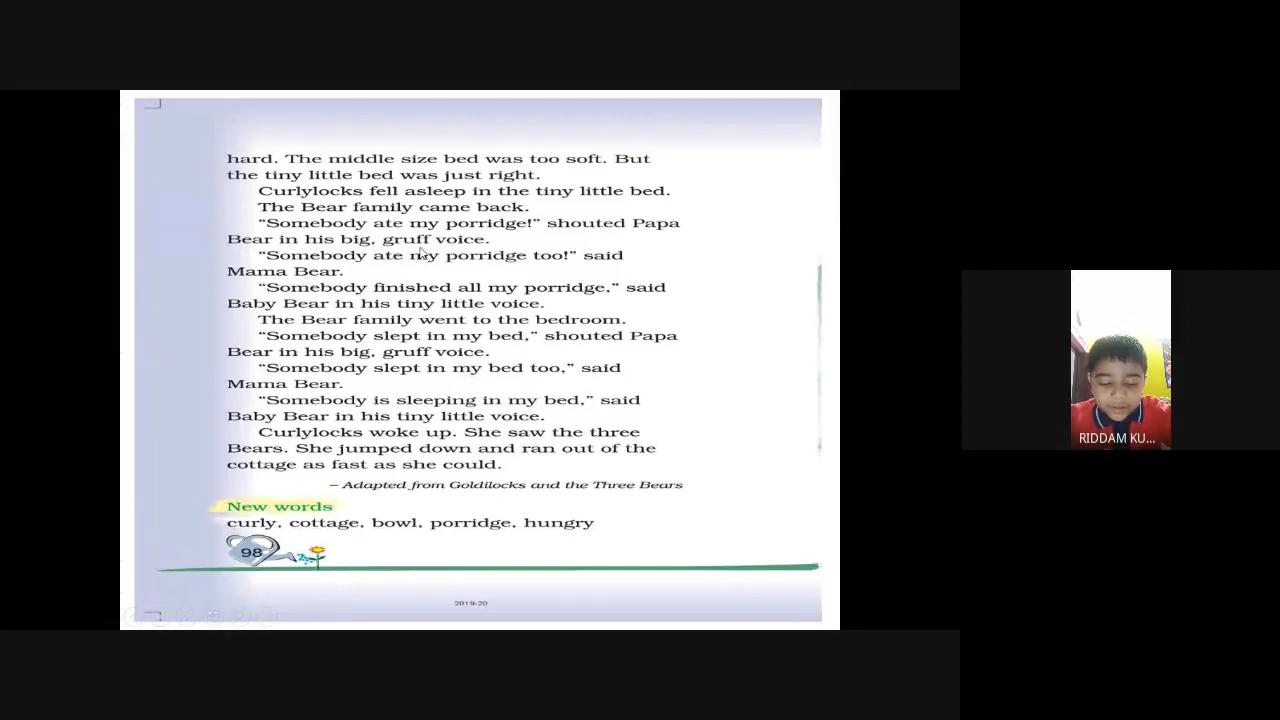 hard. The middle size bed was too soft. But
the tiny little bed was just right.
Curlylocks fell asleep in the tiny little bed.
The Bear family came back.
“Somebody ate my porridge!” shouted Papa
Bear in his big, gruff voice.
“Somebody ate my porridge too!” said
Mama Bear.
“Somebody finished all my porridge,” said
Baby Bear in his tiny little voice.
The Bear family went to the bedroom.
“Somebody slept in my bed,” shouted Papa
Bear in his big, gruff voice.
“Somebody slept in my bed too,” said
Mama Bear.
“Somebody is sleeping in my bed,” said
Baby Bear in his tiny little voice.
Curlylocks woke up. She saw the three
Bears. She jumped down and ran out of the
cottage as fast as she could.
– Adapted from Goldilocks and the Three Bears
New words
curly, cottage, bowl, porridge, hungry
98
2019-20
RIDDAM KU...